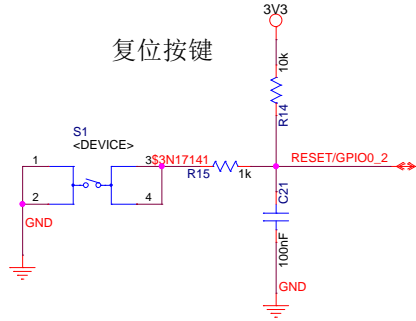 3V3
复位按键
10k
R14
S1
<DEVICE>
1
3
$3N17141
R15
1k
RESET/GPIO0_2
2
4
C21
100nF
GND
GND